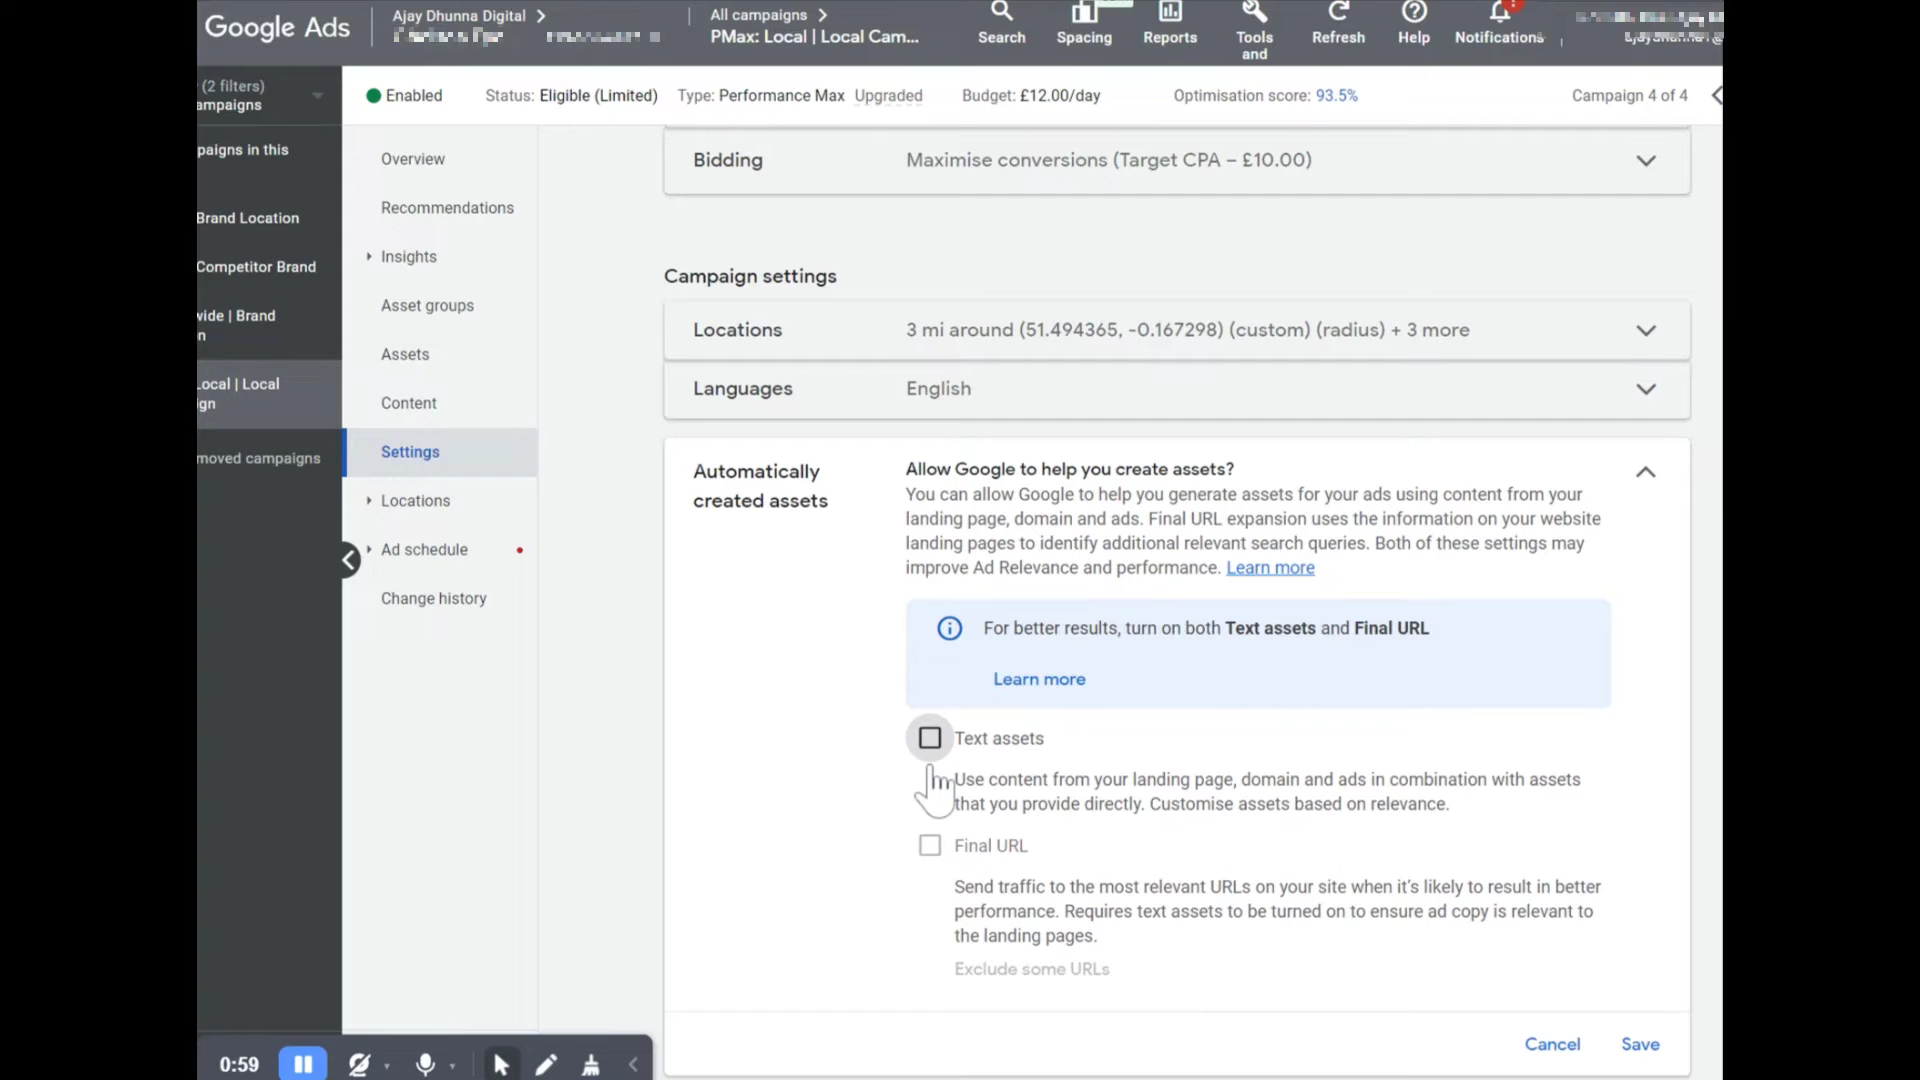 Google Ads
Ajay Dhunna Digital
All campaigns
PMax: Local | Local Cam...
Search
Spacing
Reports
Tools
and
Refresh
Help
Notifications
(2 filters)
ampaigns
Enabled
Status: Eligible (Limited)
Type: Performance Max Upgraded
Budget: £12.00/day
Optimisation score: 93.5%
Campaign 4 of 4
paigns in this
Brand Location
Competitor Brand
wide | Brand
n
Local | Local
ign
moved campaigns
Overview
Recommendations
Insights
Asset groups
Assets
Content
Settings
Locations
Ad schedule
Change history
Bidding
Maximise conversions (Target CPA – £10.00)
Campaign settings
Locations
3 mi around (51.494365, -0.167298) (custom) (radius) + 3 more
Languages
English
Automatically
created assets
Allow Google to help you create assets?
You can allow Google to help you generate assets for your ads using content from your
landing page, domain and ads. Final URL expansion uses the information on your website
landing pages to identify additional relevant search queries. Both of these settings may
improve Ad Relevance and performance. Learn more
For better results, turn on both Text assets and Final URL
Learn more
Text assets
Use content from your landing page, domain and ads in combination with assets
that you provide directly. Customise assets based on relevance.
Final URL
Send traffic to the most relevant URLs on your site when it's likely to result in better
performance. Requires text assets to be turned on to ensure ad copy is relevant to
the landing pages.
Exclude some URLs
Cancel
Save
0:59